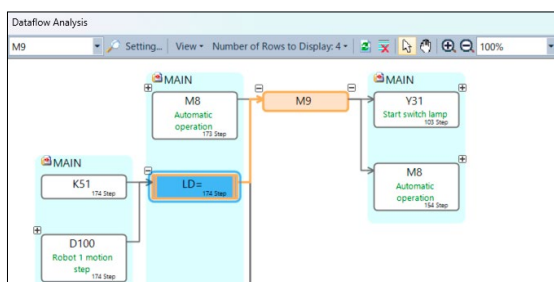 Dataflow Analysis
M9 Setting... View Number of Rows to Display: 4 100%
MAIN
M8
Automatic
operation
173 Step
M9
MAIN
Y31
Start switch lamp
103 Step
MAIN
K51
174 Step
LD=
174 Step
M8
Automatic
operation
154 Step
D100
Robot 1 motion
step
174 Step